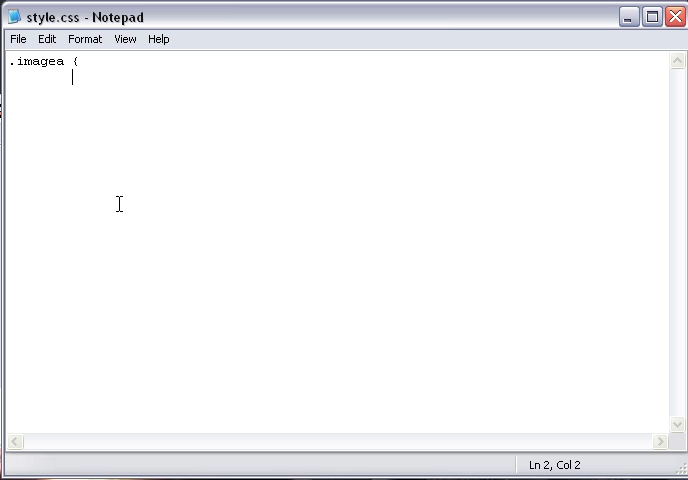 style.css - Notepad
File Edit Format View Help
.imagea {
Ln 2, Col 2